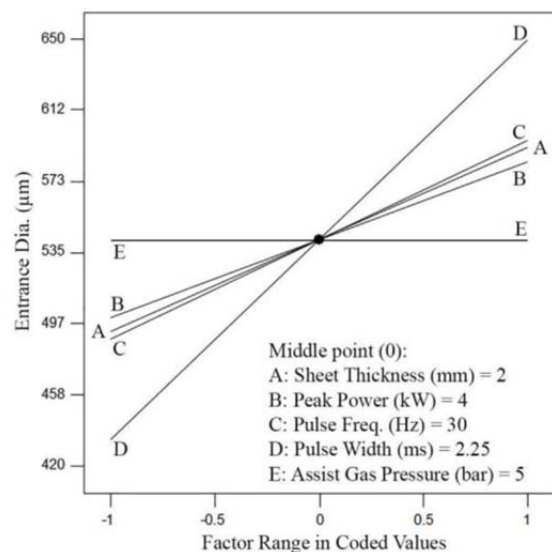 Entrance Dia. (µm)
650
612
573
535
497
458
420
D
C
A
B
E
E
B
A
C
D
Middle point (0):
A: Sheet Thickness (mm) = 2
B: Peak Power (kW) = 4
C: Pulse Freq. (Hz) = 30
D: Pulse Width (ms) = 2.25
E: Assist Gas Pressure (bar) = 5
-1 -0.5 0 0.5 1
Factor Range in Coded Values